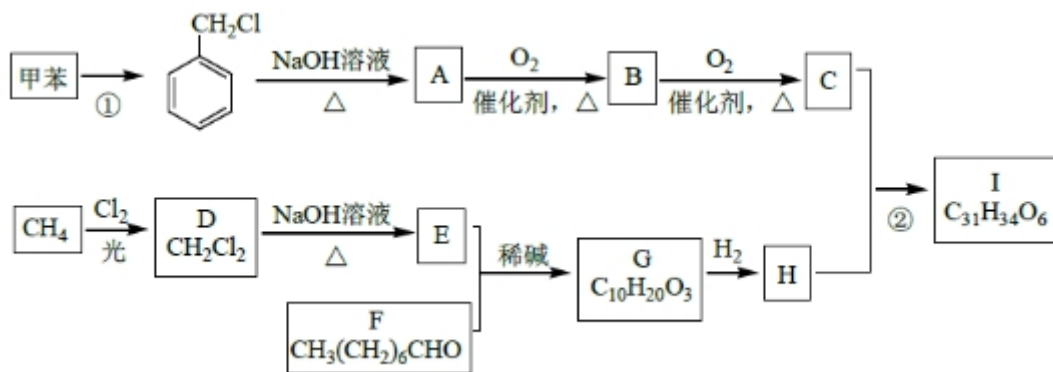 CH₂Cl
甲苯 ① NaOH溶液 △ A O₂ 催化剂，△ B O₂ 催化剂，△ C
CH₄ Cl₂ 光 D CH₂Cl₂ NaOH溶液 △ E
F CH₃(CH₂)₆CHO
稀碱 G C₁₀H₂₀O₃ H₂ H
② I C₃₁H₃₄O₆